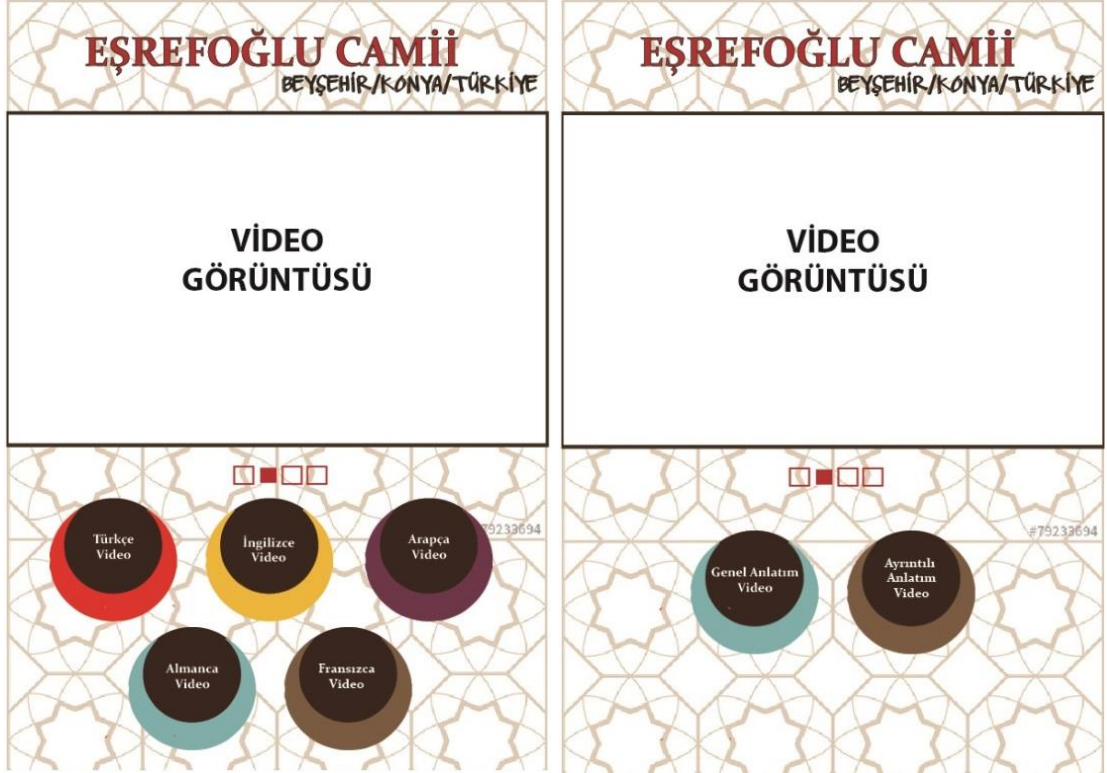 EŞREFOĞLU CAMİİ
BEYŞEHİR/KONYA/TÜRKİYE
VİDEO
GÖRÜNTÜSÜ
79233694
Türkçe
Video
İngilizce
Video
Arapça
Video
Almanca
Video
Fransızca
Video
EŞREFOĞLU CAMİİ
BEYŞEHİR/KONYA/TÜRKİYE
VİDEO
GÖRÜNTÜSÜ
#79233694
Genel Anlatım
Video
Ayrıntılı
Anlatım
Video